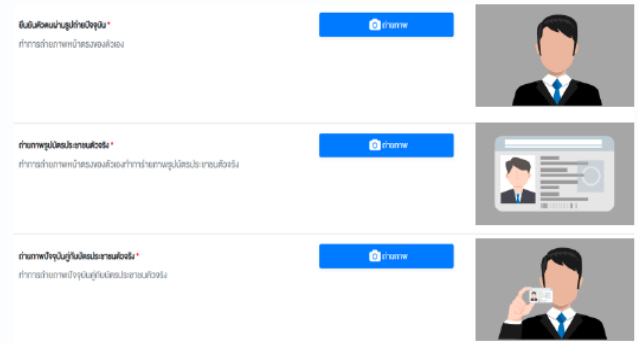 ยืนยันตัวตนผ่านรูปถ่ายปัจจุบัน *
ถ่ายภาพ
ทำการถ่ายภาพหน้าตรงของตัวเอง
ถ่ายภาพรูปบัตรประชาชนตัวจริง *
ถ่ายภาพ
ทำการถ่ายภาพหน้าตรงของตัวเองทำการถ่ายภาพรูปบัตรประชาชนตัวจริง
ถ่ายภาพปัจจุบันคู่กับบัตรประชาชนตัวจริง *
ถ่ายภาพ
ทำการถ่ายภาพปัจจุบันคู่กับบัตรประชาชนตัวจริง